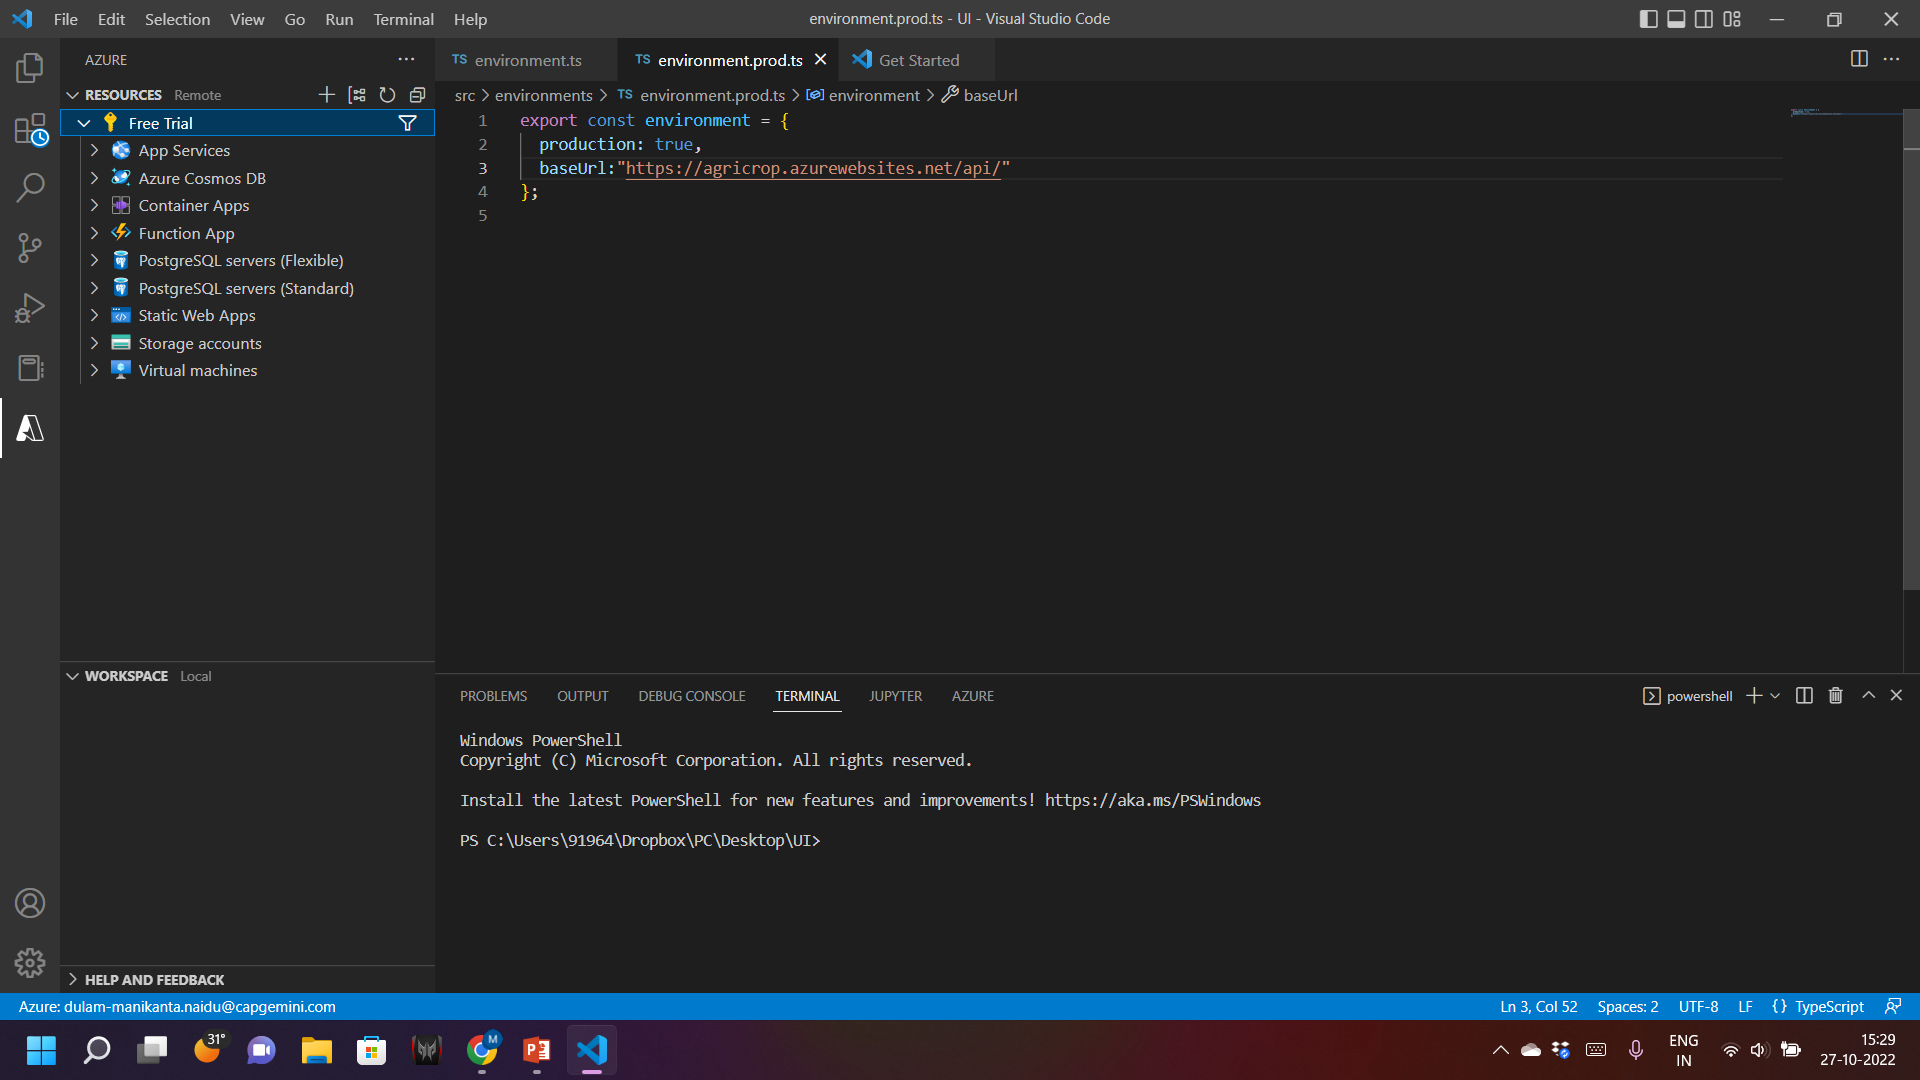 File Edit Selection View Go Run Terminal Help
environment.prod.ts - UI - Visual Studio Code
AZURE
RESOURCES Remote
Free Trial
App Services
Azure Cosmos DB
Container Apps
Function App
PostgreSQL servers (Flexible)
PostgreSQL servers (Standard)
Static Web Apps
Storage accounts
Virtual machines
WORKSPACE Local
HELP AND FEEDBACK
TS environment.ts
TS environment.prod.ts
Get Started
src > environments > TS environment.prod.ts > environment > baseUrl
1 export const environment = {
2 production: true,
3 baseUrl:"https://agricrop.azurewebsites.net/api/"
4 };
5
PROBLEMS OUTPUT DEBUG CONSOLE TERMINAL JUPYTER AZURE
powershell
Windows PowerShell
Copyright (C) Microsoft Corporation. All rights reserved.
Install the latest PowerShell for new features and improvements! https://aka.ms/PSWindows
PS C:\Users\91964\Dropbox\PC\Desktop\UI>
Azure: dulam-manikanta.naidu@capgemini.com
Ln 3, Col 52 Spaces: 2 UTF-8 LF {} TypeScript
31°
M
ENG
IN
15:29
27-10-2022